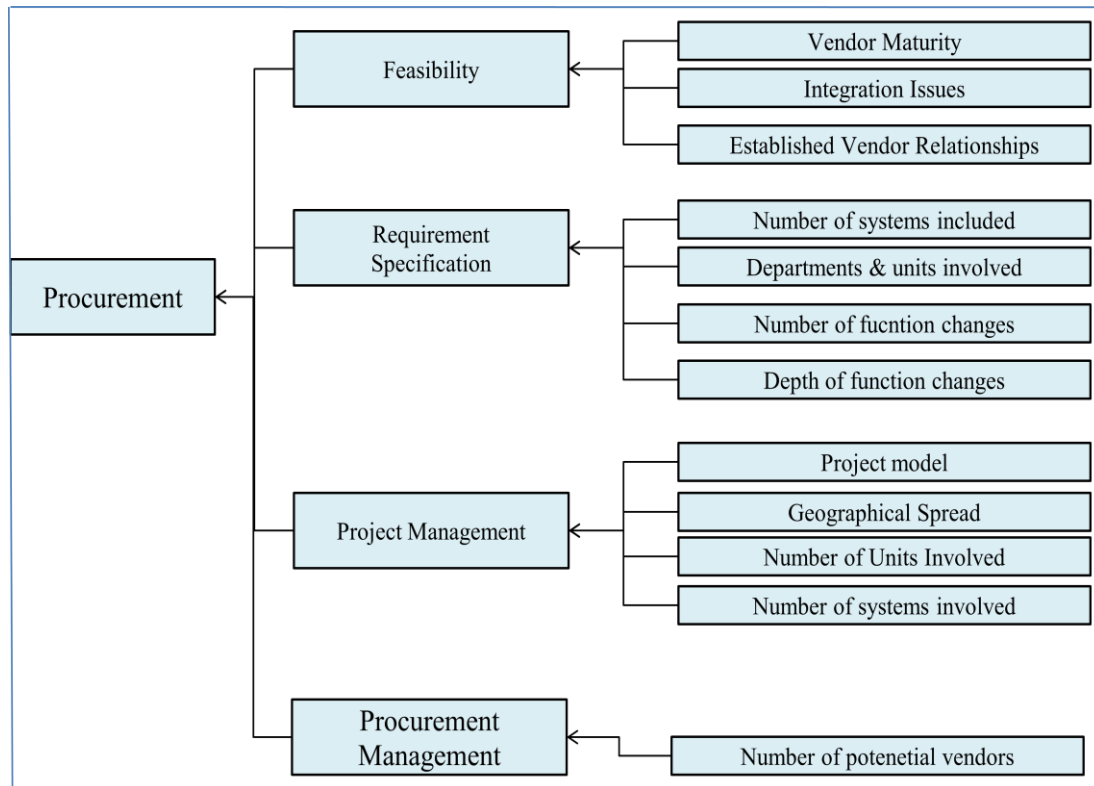 Procurement
Feasibility
Vendor Maturity
Integration Issues
Established Vendor Relationships
Requirement
Specification
Number of systems included
Departments & units involved
Number of fucntion changes
Depth of function changes
Project Management
Project model
Geographical Spread
Number of Units Involved
Number of systems involved
Procurement
Management
Number of potenetial vendors